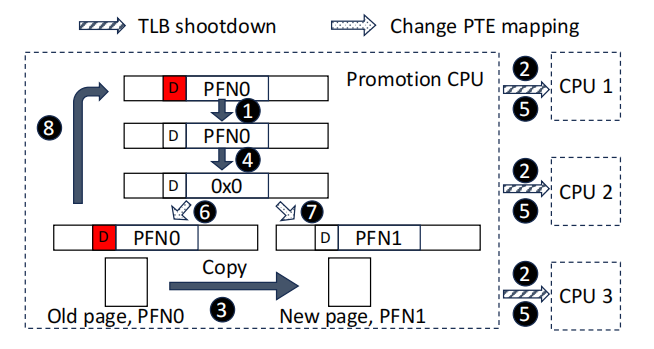 TLB shootdown
Change PTE mapping
Promotion CPU
D PFN0
1
D PFN0
4
D 0x0
6
7
8
D PFN0
D PFN1
Copy
3
Old page, PFN0
New page, PFN1
2
5
CPU 1
2
5
CPU 2
2
5
CPU 3